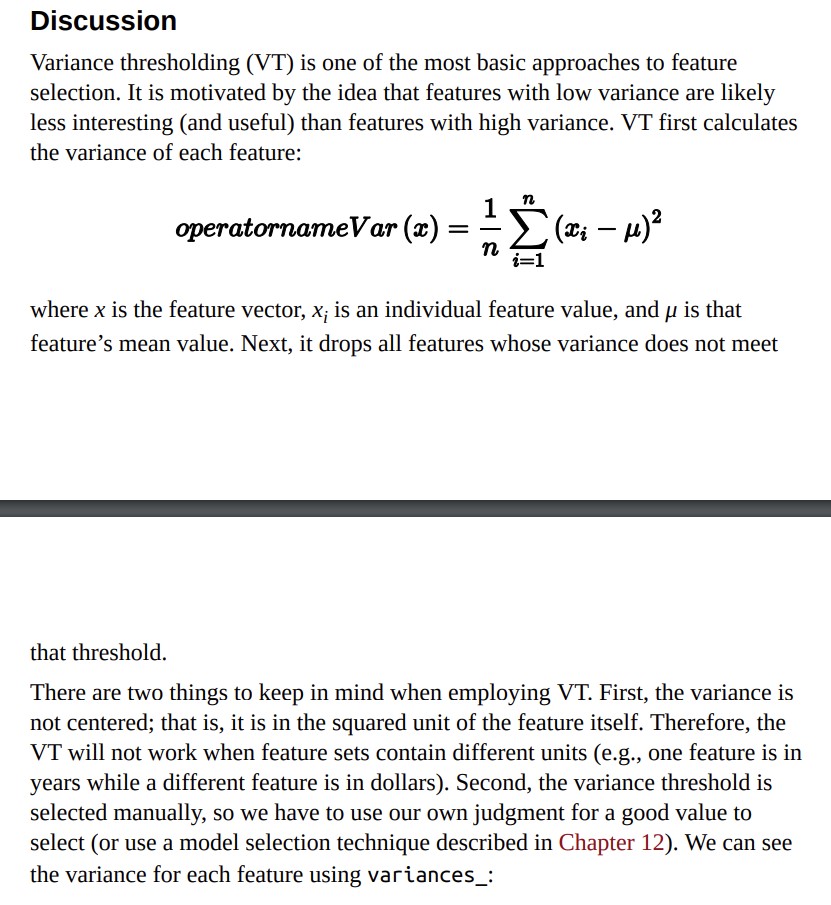 Discussion
Variance thresholding (VT) is one of the most basic approaches to feature
selection. It is motivated by the idea that features with low variance are likely
less interesting (and useful) than features with high variance. VT first calculates
the variance of each feature:
operatornameVar (x) = \frac{1}{n} \sum_{i=1}^{n} (x_i − μ)^2
where x is the feature vector, x_i is an individual feature value, and μ is that
feature’s mean value. Next, it drops all features whose variance does not meet
that threshold.
There are two things to keep in mind when employing VT. First, the variance is
not centered; that is, it is in the squared unit of the feature itself. Therefore, the
VT will not work when feature sets contain different units (e.g., one feature is in
years while a different feature is in dollars). Second, the variance threshold is
selected manually, so we have to use our own judgment for a good value to
select (or use a model selection technique described in Chapter 12). We can see
the variance for each feature using variances_: